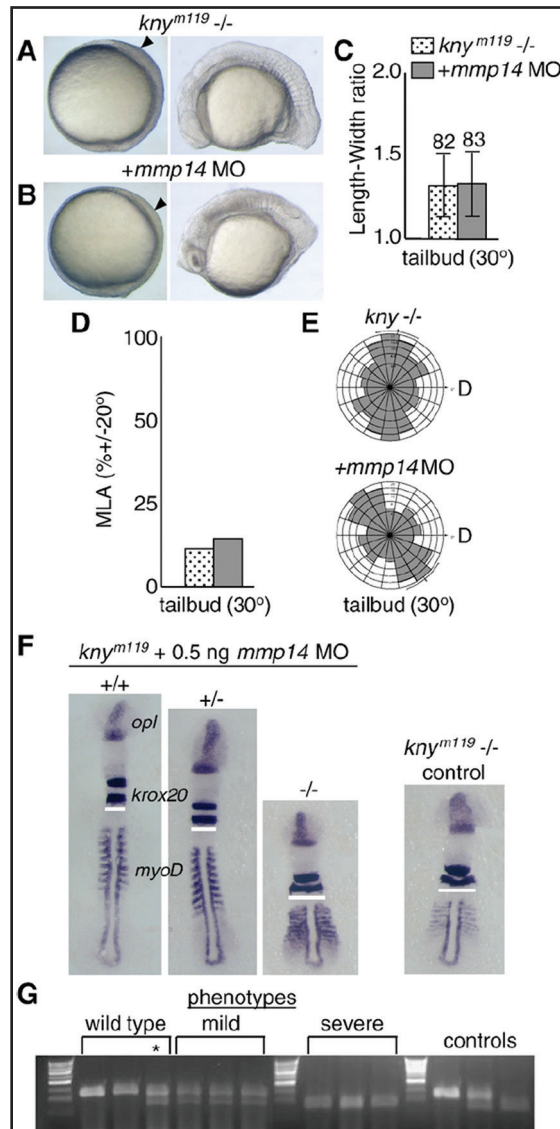 kny^m119 -/-
A
+mmp14 MO
B
C
kny^m119 -/-
+mmp14 MO
Length-Width ratio
2.0
1.5
1.0
82 83
tailbud (30°)
D
MLA (%+/-20°)
100
50
25
0
tailbud (30°)
E
kny -/-
D
+mmp14 MO
D
tailbud (30°)
F
kny^m119 + 0.5 ng mmp14 MO
+/+
+/-
-/-
kny^m119 -/-
control
opl
krox20
myoD
G
phenotypes
wild type mild severe controls
*